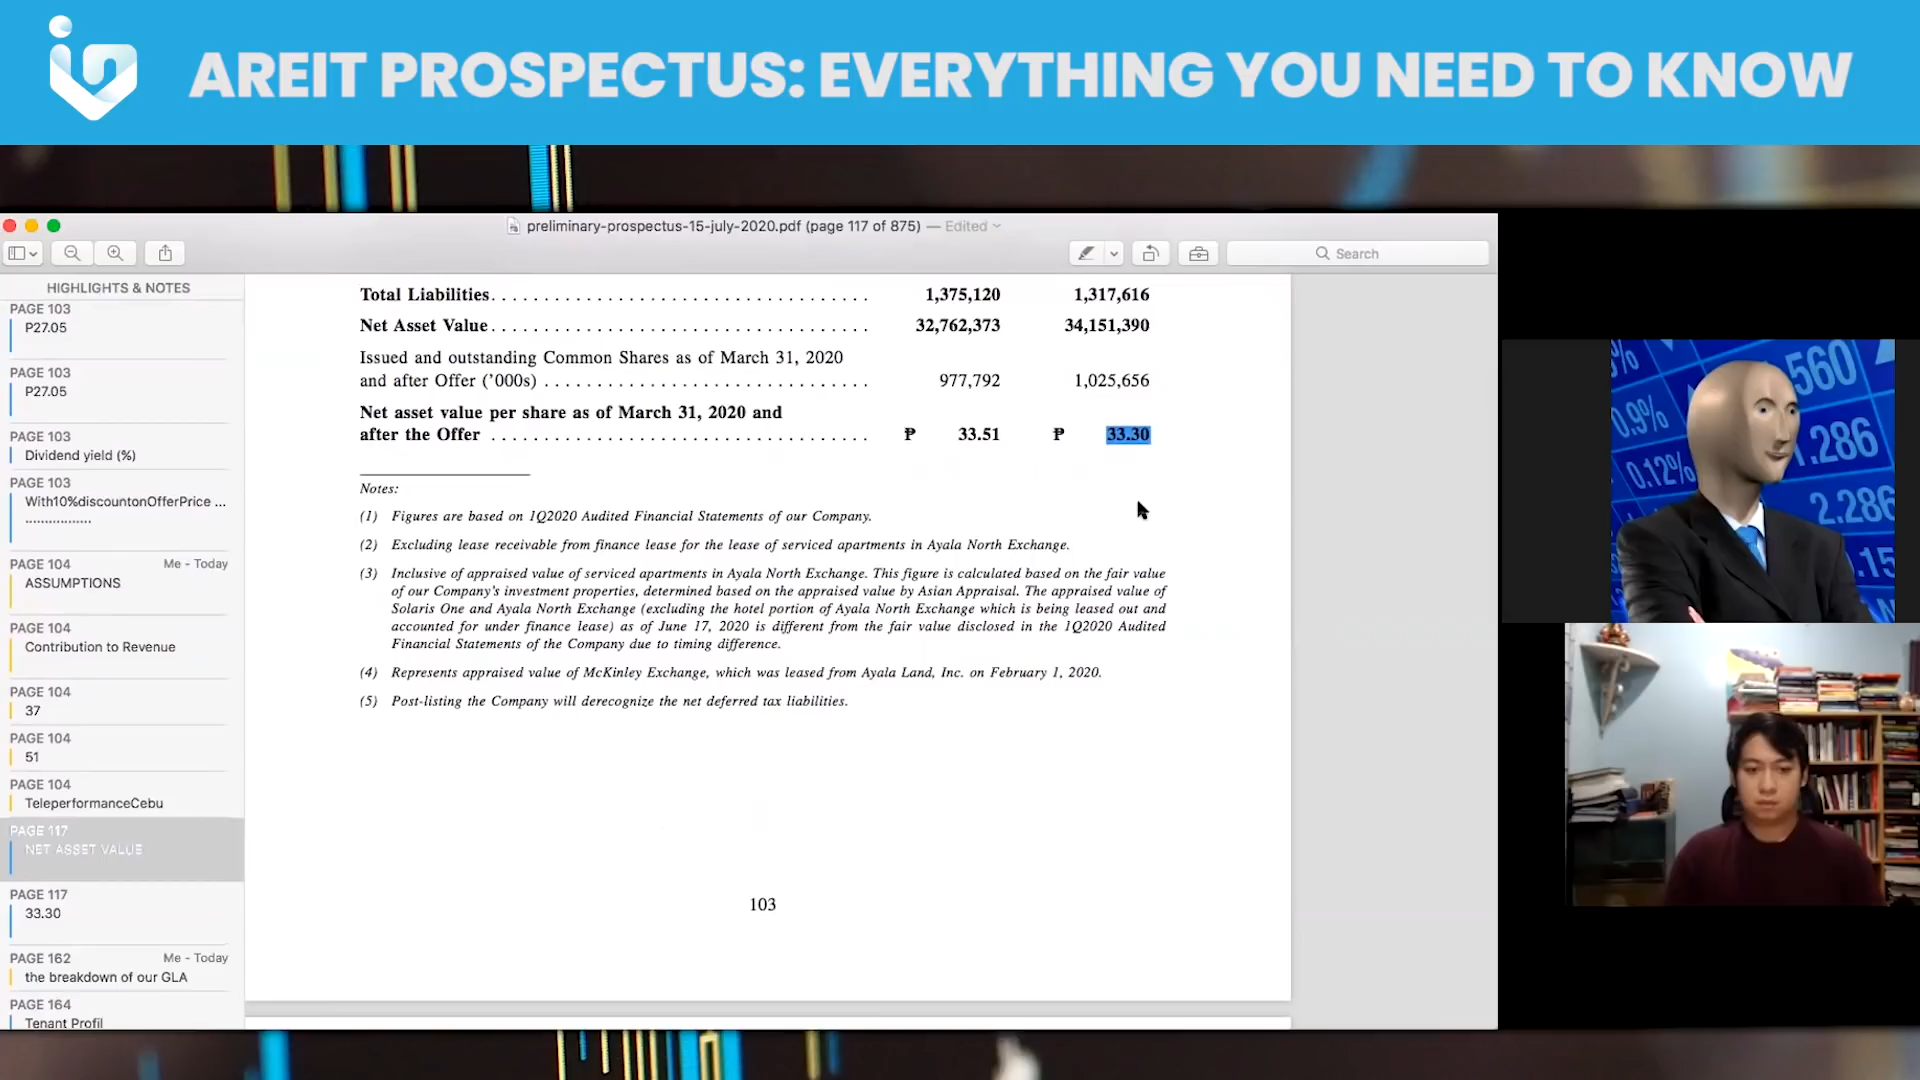 AREIT PROSPECTUS: EVERYTHING YOU NEED TO KNOW
preliminary-prospectus-15-july-2020.pdf (page 117 of 875) — Edited
Search
HIGHLIGHTS & NOTES
PAGE 103
P27.05
PAGE 103
P27.05
PAGE 103
Dividend yield (%)
PAGE 103
With10%discountonOfferPrice ...
.................
PAGE 104 Me - Today
ASSUMPTIONS
PAGE 104
Contribution to Revenue
PAGE 104
37
PAGE 104
51
PAGE 104
TeleperformanceCebu
PAGE 117
NET ASSET VALUE
PAGE 117
33.30
PAGE 162 Me - Today
the breakdown of our GLA
PAGE 164
Tenant Profil
Total Liabilities. . . . . . . . . . . . . . . . . . . . . . . . . . . . . . . . . . . 1,375,120 1,317,616
Net Asset Value. . . . . . . . . . . . . . . . . . . . . . . . . . . . . . . . . . . 32,762,373 34,151,390
Issued and outstanding Common Shares as of March 31, 2020
and after Offer ('000s) . . . . . . . . . . . . . . . . . . . . . . . . . . . . . . 977,792 1,025,656
Net asset value per share as of March 31, 2020 and
after the Offer . . . . . . . . . . . . . . . . . . . . . . . . . . . . . . . . . . . ₱ 33.51 ₱ 33.30
Notes:
(1) Figures are based on 1Q2020 Audited Financial Statements of our Company.
(2) Excluding lease receivable from finance lease for the lease of serviced apartments in Ayala North Exchange.
(3) Inclusive of appraised value of serviced apartments in Ayala North Exchange. This figure is calculated based on the fair value
of our Company's investment properties, determined based on the appraised value by Asian Appraisal. The appraised value of
Solaris One and Ayala North Exchange (excluding the hotel portion of Ayala North Exchange which is being leased out and
accounted for under finance lease) as of June 17, 2020 is different from the fair value disclosed in the 1Q2020 Audited
Financial Statements of the Company due to timing difference.
(4) Represents appraised value of McKinley Exchange, which was leased from Ayala Land, Inc. on February 1, 2020.
(5) Post-listing the Company will derecognize the net deferred tax liabilities.
103
560
0.9%
1.286
0.12%
2.286